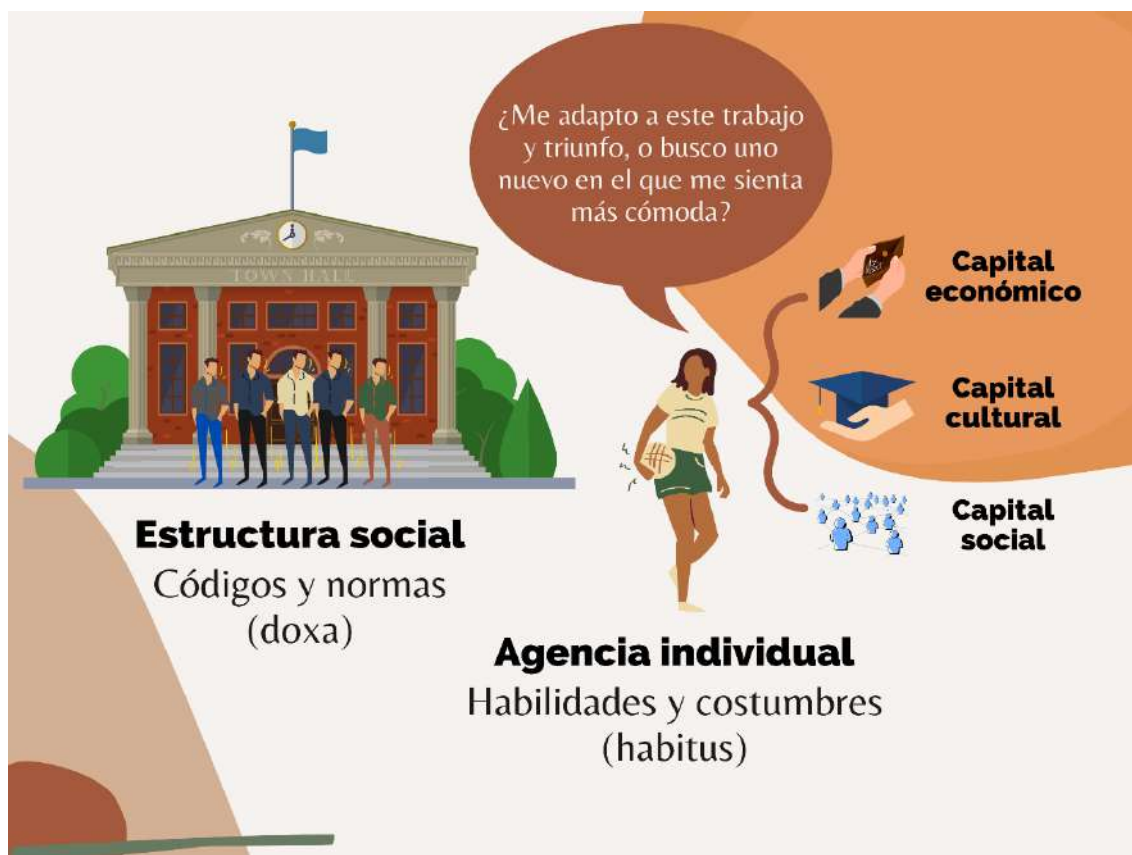 ¿Me adapto a este trabajo
y triunfo, o busco uno
nuevo en el que me sienta
más cómoda?
TOWN HALL
Capital
económico
Capital
cultural
Capital
social
Estructura social
Códigos y normas
(doxa)
Agencia individual
Habilidades y costumbres
(habitus)